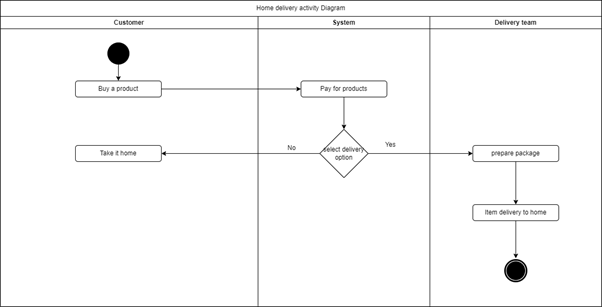 Home delivery activity Diagram
Customer
System
Delivery team
Buy a product
Pay for products
Take it home
No
select delivery
option
Yes
prepare package
Item delivery to home